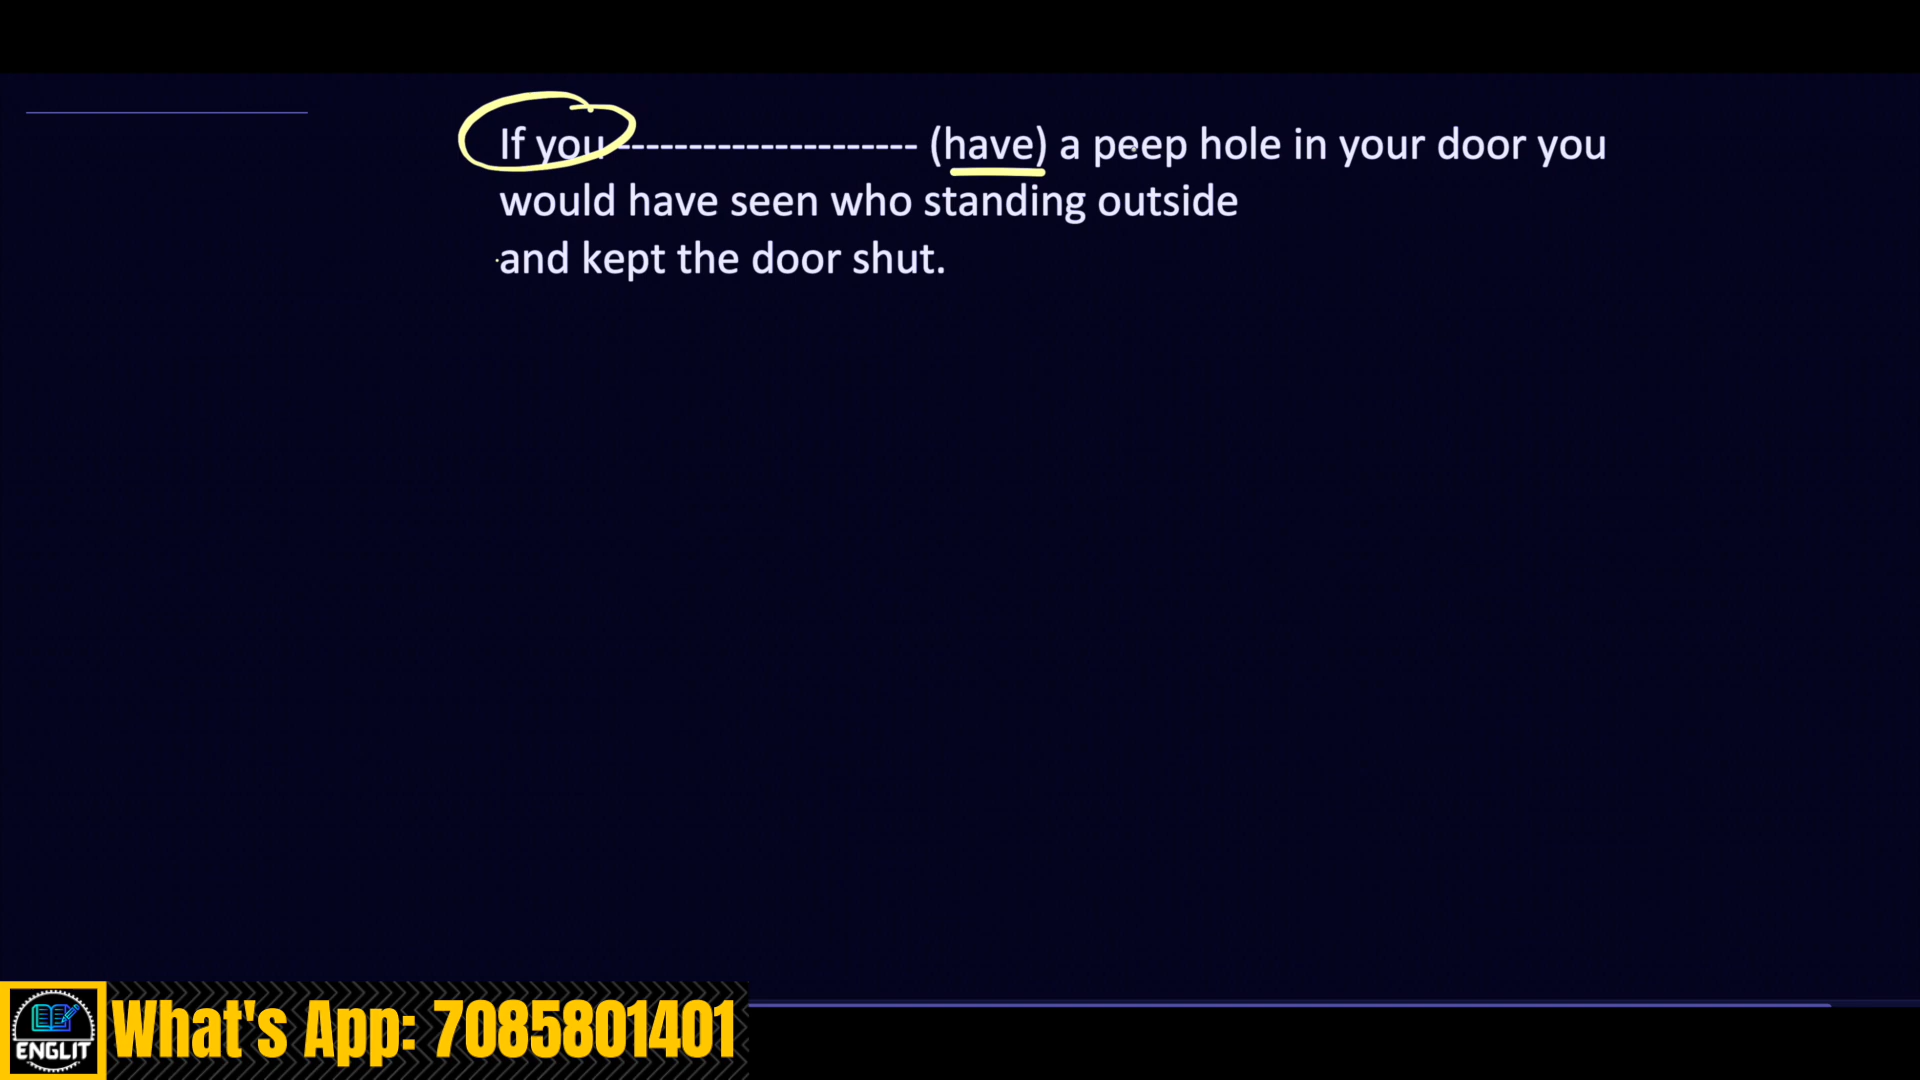 If you --------------------- (have) a peep hole in your door you
would have seen who standing outside
and kept the door shut.
ENGLIT
What's App: 7085801401